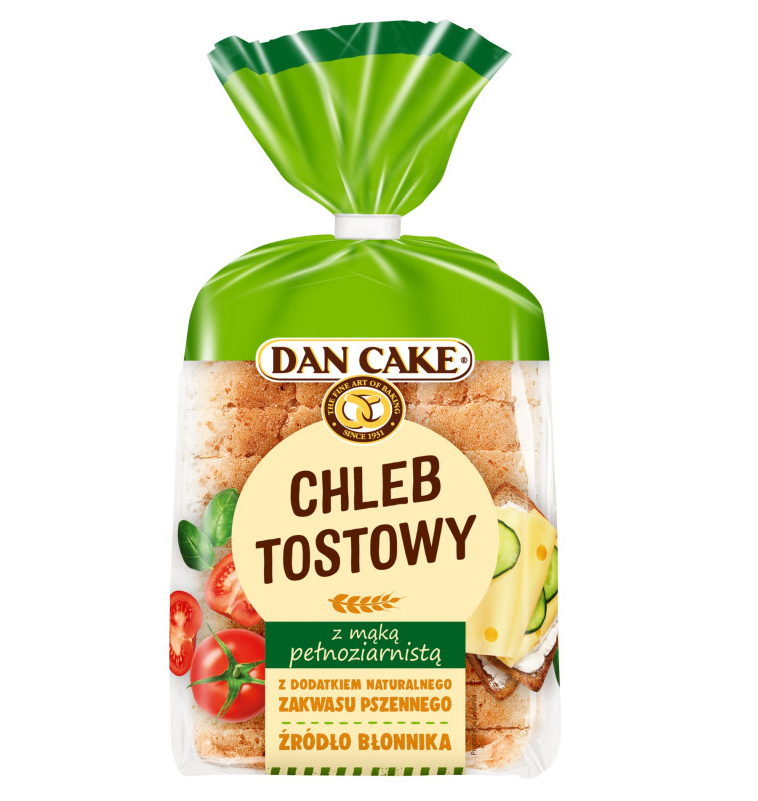 DAN CAKE®
THE FINE ART OF BAKING
SINCE 1931
CHLEB
TOSTOWY
z mąką
pełnoziarnistą
Z DODATKIEM NATURALNEGO
ZAKWASU PSZENNEGO
ŹRÓDŁO BŁONNIKA